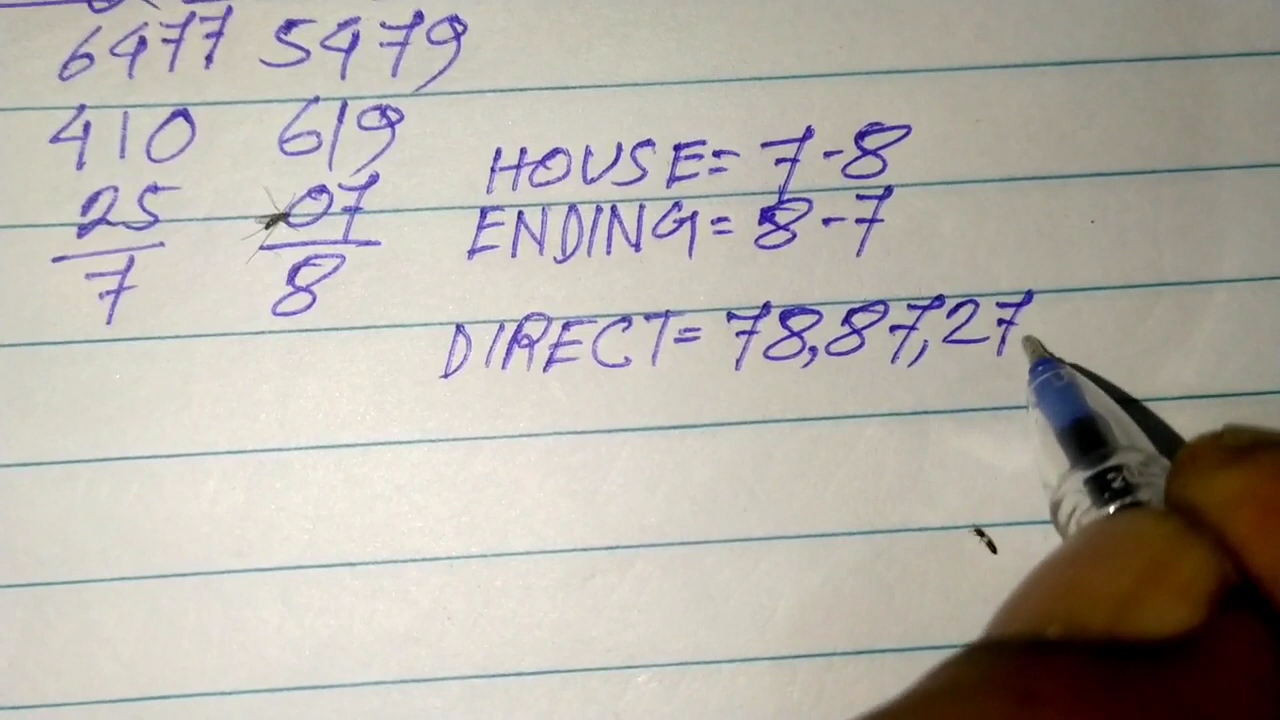 6477 5479
410 619
25 07
7 8
HOUSE= 7-8
ENDING= 8-7
DIRECT= 78,87,27